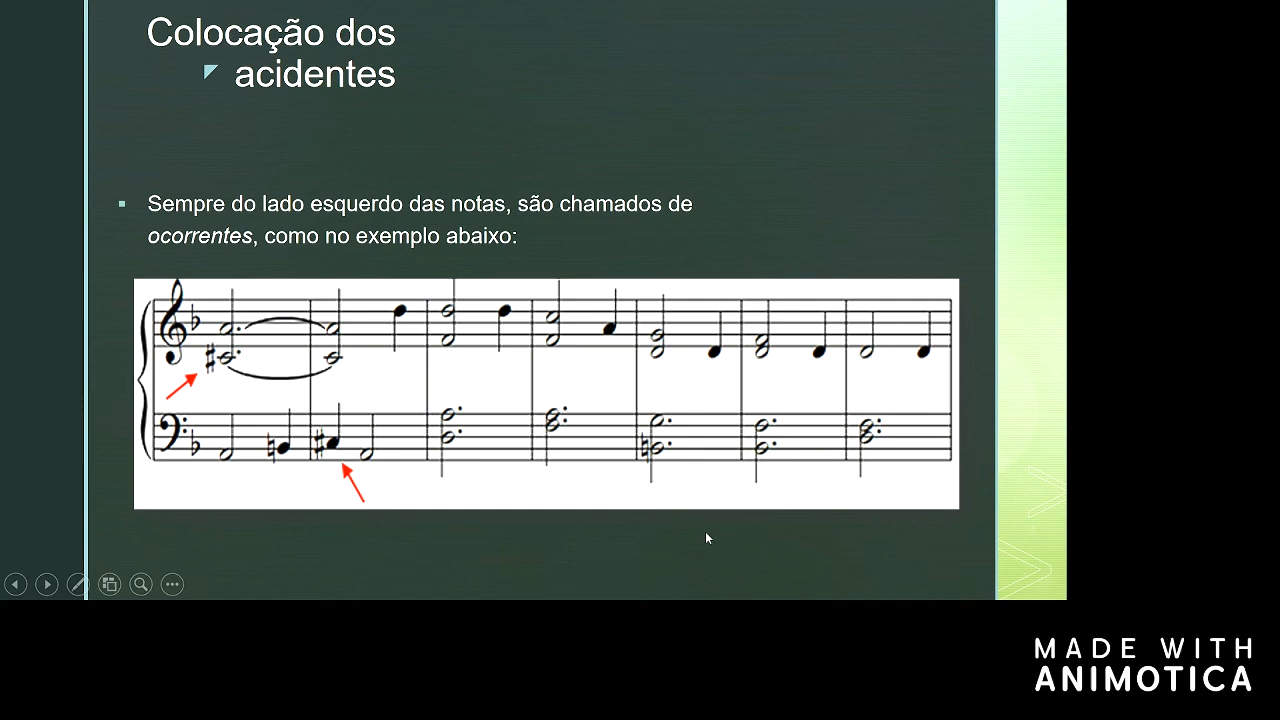 Colocação dos
acidentes
Sempre do lado esquerdo das notas, são chamados de
ocorrentes, como no exemplo abaixo:
MADE WITH
ANIMOTICA